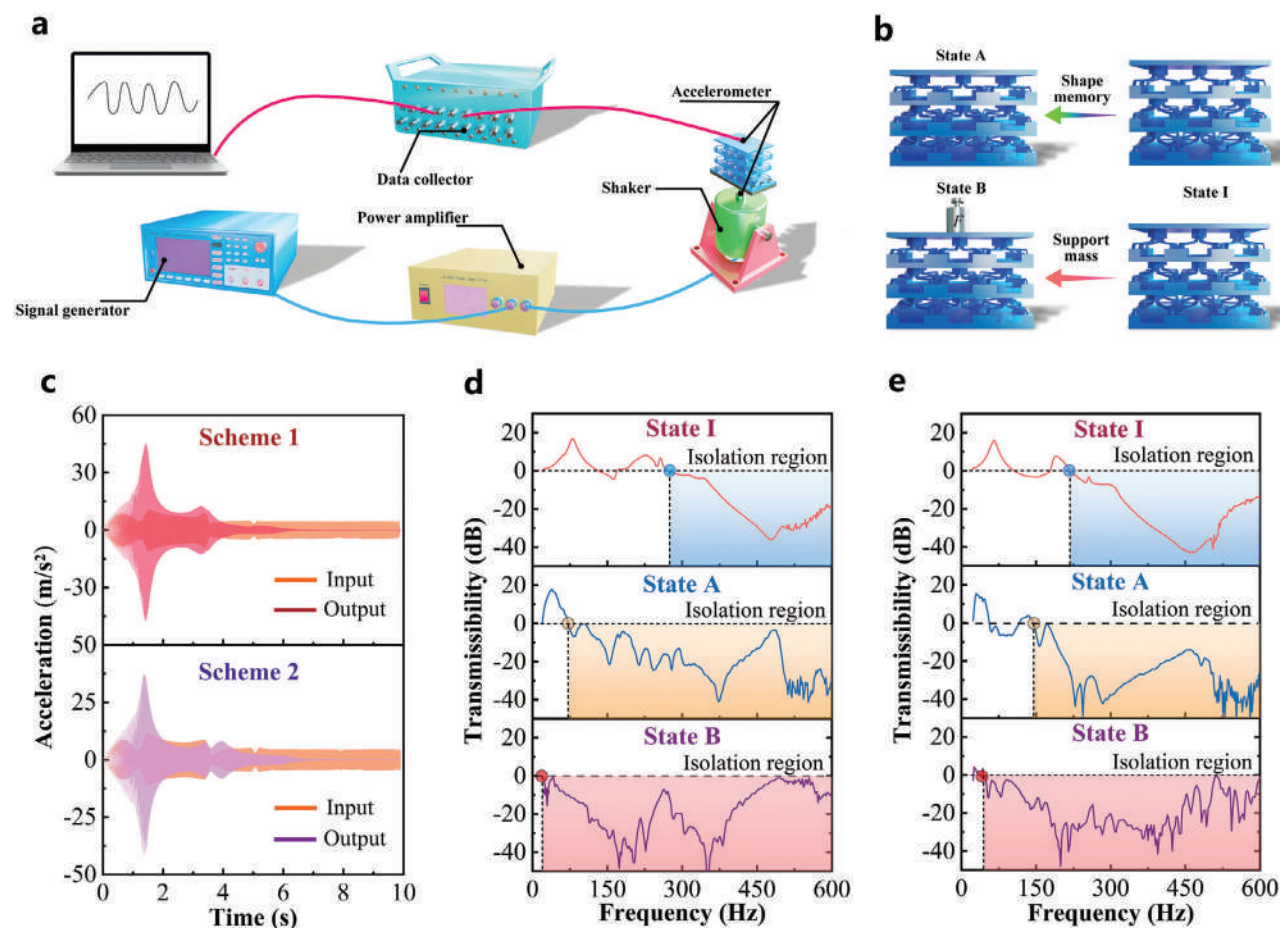 a
Accelerometer
Data collector
Shaker
Power amplifier
Signal generator
b
State A
Shape
memory
State B
State I
Support
mass
c
60
Scheme 1
30
0
-30
Input
Output
50
Scheme 2
25
0
-25
Input
Output
-50
0 2 4 6 8 10
Acceleration (m/s²)
Time (s)
d
20
State I
Isolation region
0
-20
-40
20
State A
Isolation region
0
-20
-40
20
State B
Isolation region
0
-20
-40
0 150 300 450 600
Transmissibility (dB)
Frequency (Hz)
e
20
State I
Isolation region
0
-20
-40
20
State A
Isolation region
0
-20
-40
20
State B
Isolation region
0
-20
-40
0 150 300 450 600
Transmissibility (dB)
Frequency (Hz)